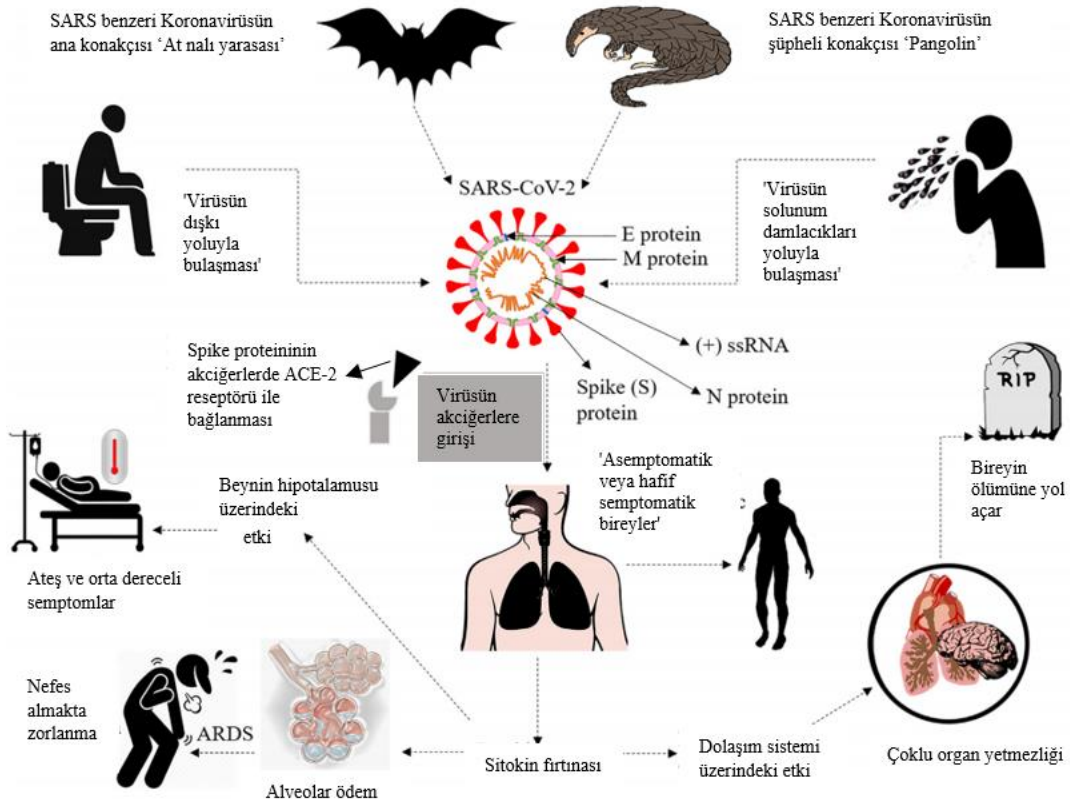 SARS benzeri Koronavirüsün
ana konakçısı ‘At nalı yarasası’
SARS benzeri Koronavirüsün
şüpheli konakçısı ‘Pangolin’
SARS-CoV-2
'Virüsün
dışkı
yoluyla
bulaşması'
E protein
M protein
'Virüsün
solunum
damlacıkları
yoluyla
bulaşması'
(+) ssRNA
N protein
Spike (S)
protein
Spike proteininin
akciğerlerde ACE-2
reseptörü ile
bağlanması
Virüsün
akciğerlere
girişi
RIP
Bireyin
ölümüne yol
açar
'Asemptomatik
veya hafif
semptomatik
bireyler'
Beynin hipotalamusu
üzerindeki
etki
Ateş ve orta dereceli
semptomlar
Nefes
almakta
zorlanma
ARDS
Alveolar ödem
Sitokin fırtınası
Dolaşım sistemi
üzerindeki etki
Çoklu organ yetmezliği